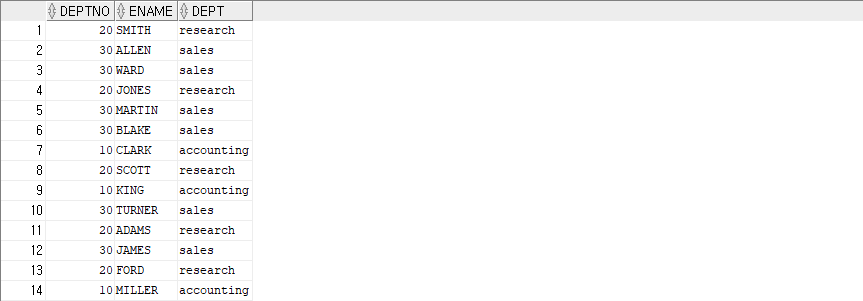 DEPTNO ENAME DEPT
1 20 SMITH research
2 30 ALLEN sales
3 30 WARD sales
4 20 JONES research
5 30 MARTIN sales
6 30 BLAKE sales
7 10 CLARK accounting
8 20 SCOTT research
9 10 KING accounting
10 30 TURNER sales
11 20 ADAMS research
12 30 JAMES sales
13 20 FORD research
14 10 MILLER accounting